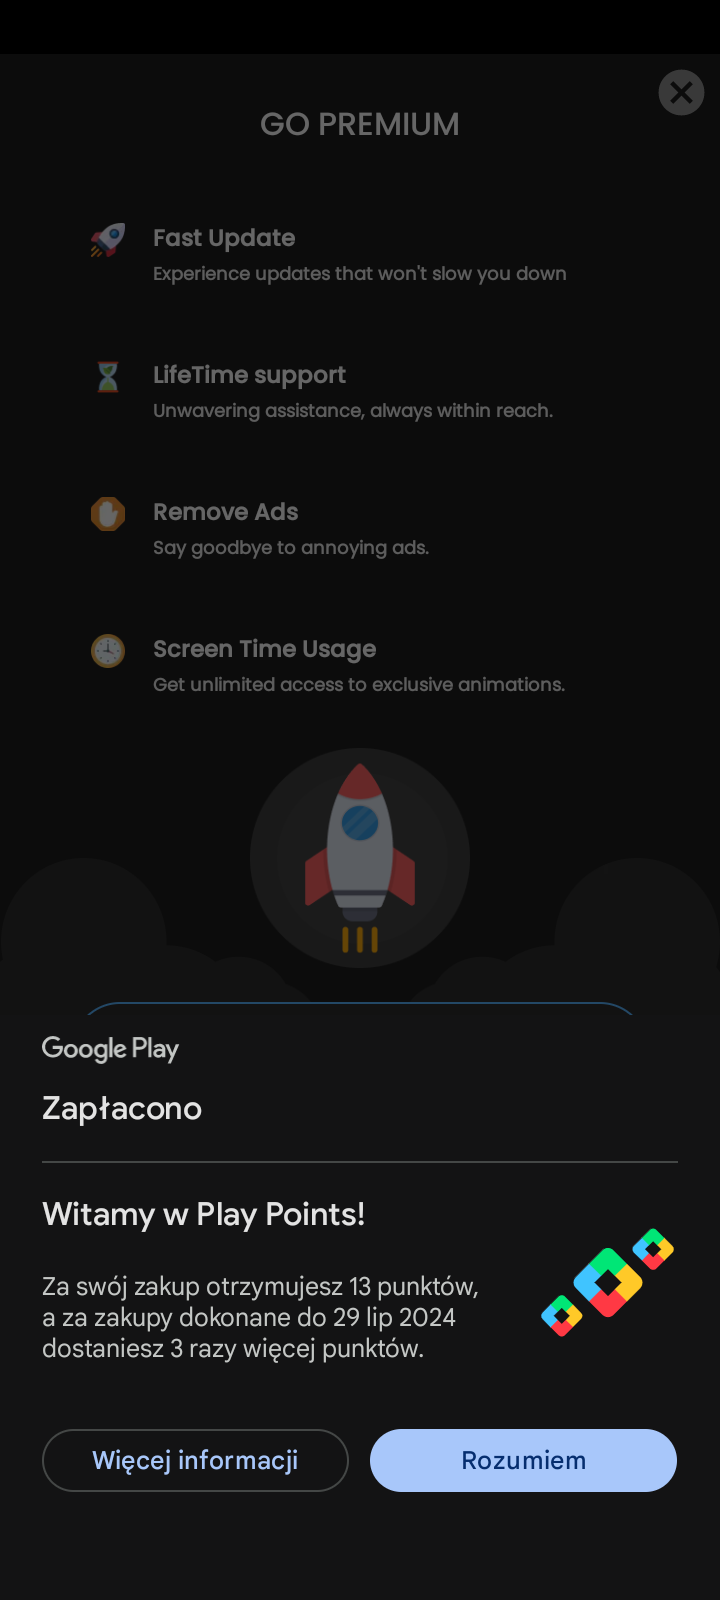 GO PREMIUM
Fast Update
Experience updates that won't slow you down
LifeTime support
Unwavering assistance, always within reach.
Remove Ads
Say goodbye to annoying ads.
Screen Time Usage
Get unlimited access to exclusive animations.
Google Play
Zapłacono
Witamy w Play Points!
Za swój zakup otrzymujesz 13 punktów,
a za zakupy dokonane do 29 lip 2024
dostaniesz 3 razy więcej punktów.
Więcej informacji
Rozumiem